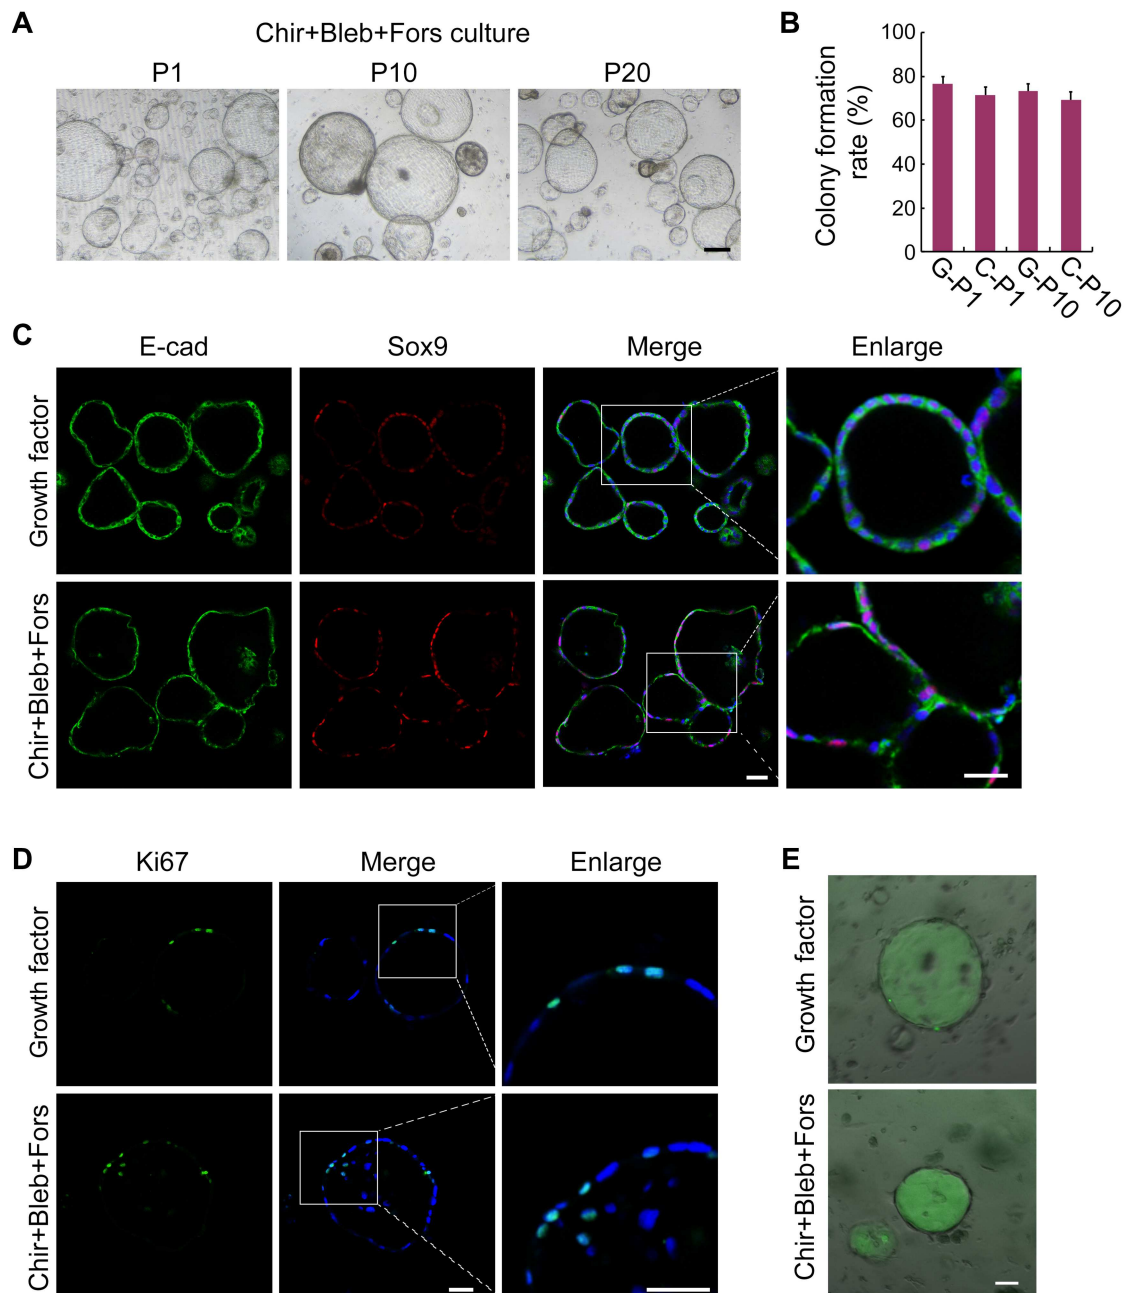 A
Chir+Bleb+Fors culture
P1 P10 P20
B
Colony formation
rate (%)
100
80
60
40
20
0
G-P1 C-P1 G-P10 C-P10
C
E-cad Sox9 Merge Enlarge
Growth factor
Chir+Bleb+Fors
D
Ki67 Merge Enlarge
Growth factor
Chir+Bleb+Fors
E
Growth factor
Chir+Bleb+Fors